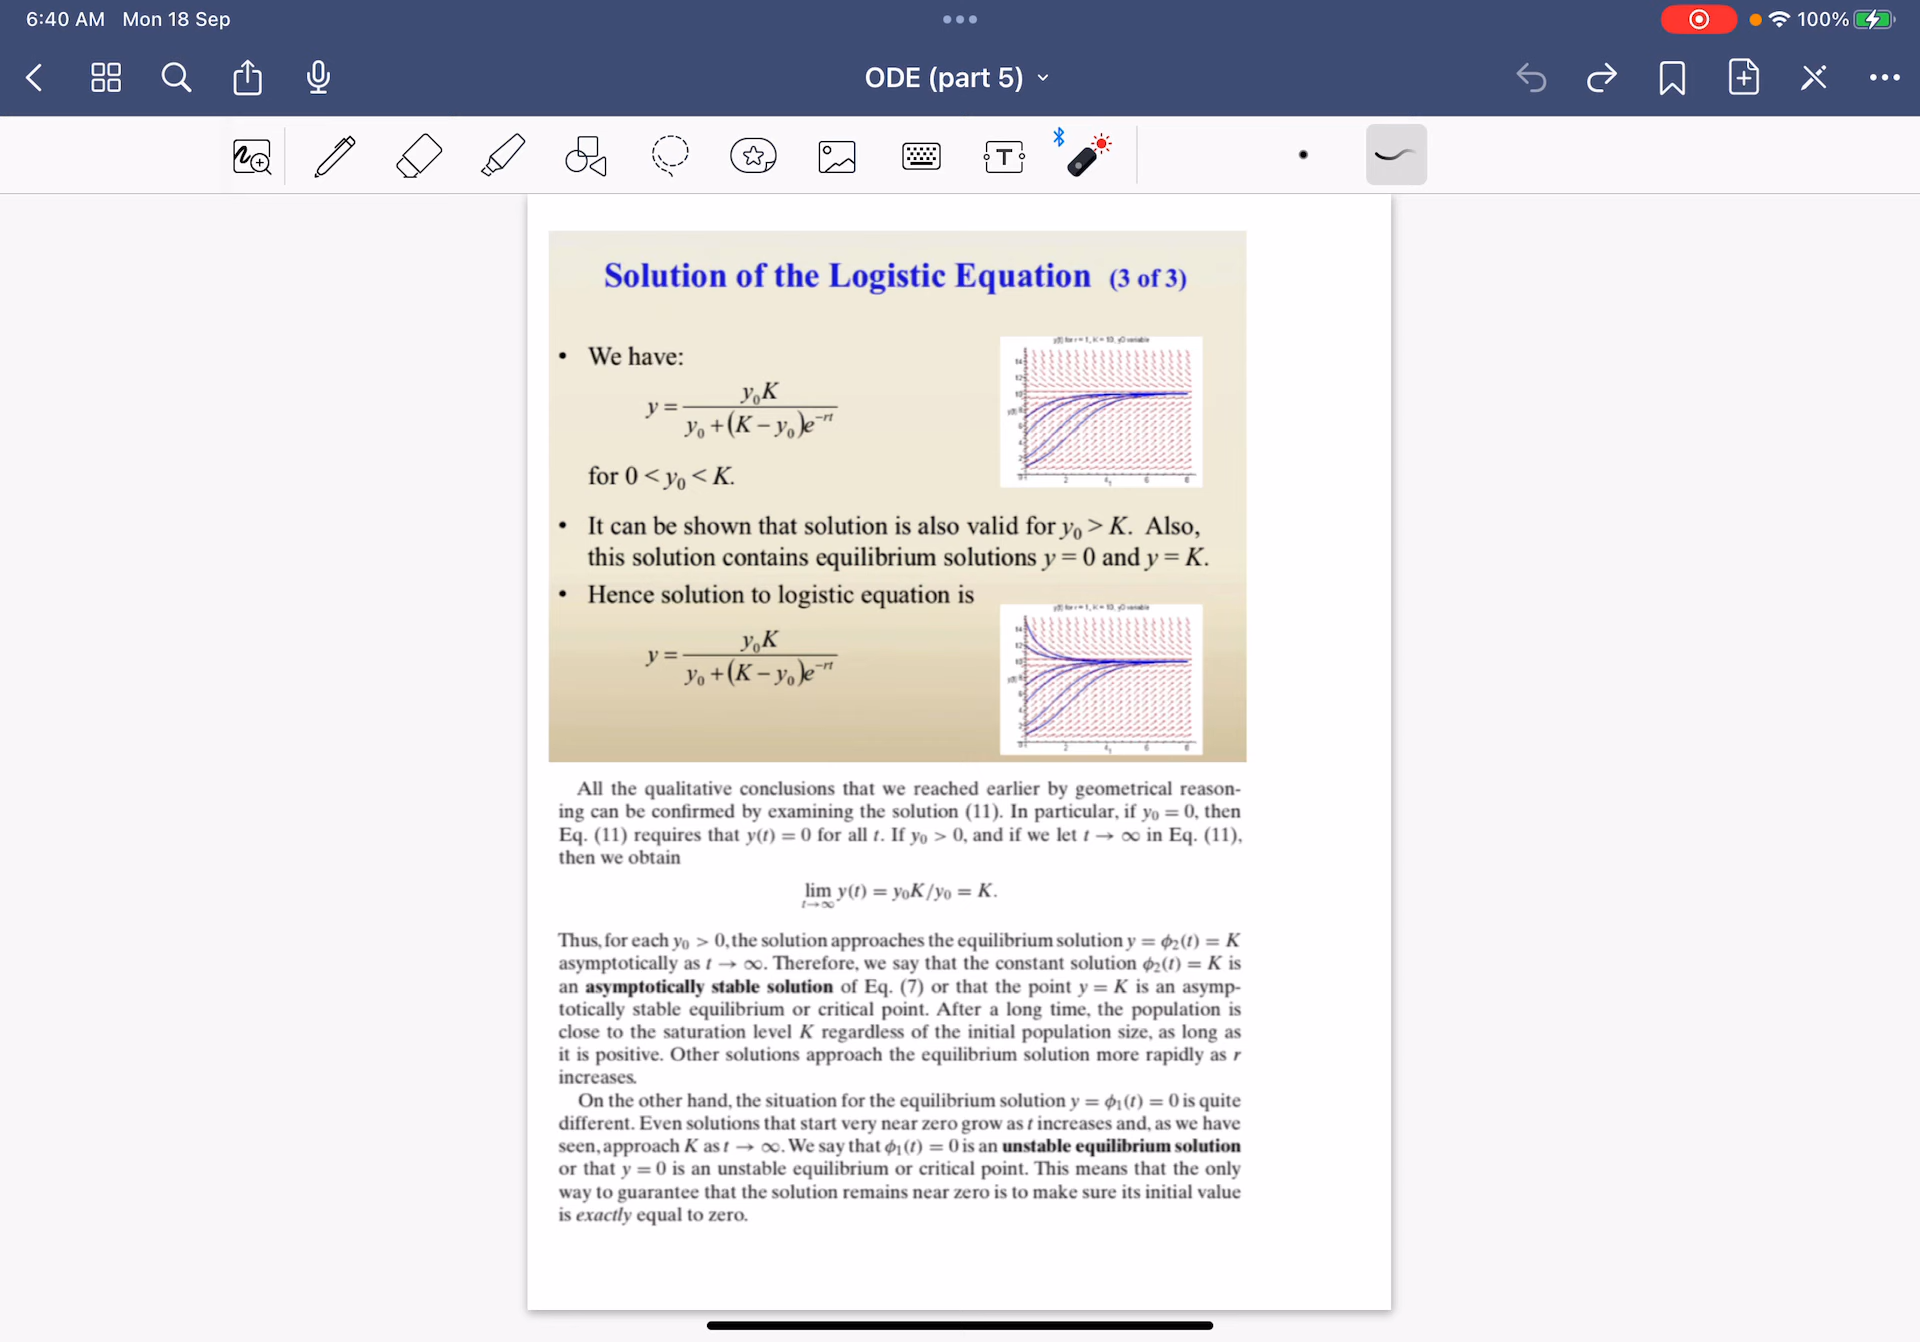 6:40 AM Mon 18 Sep
100%
ODE (part 5)
Solution of the Logistic Equation (3 of 3)
• We have:
y = y₀K / (y₀ + (K − y₀)e^{−rt})
for 0 < y₀ < K.
• It can be shown that solution is also valid for y₀ > K. Also,
this solution contains equilibrium solutions y = 0 and y = K.
• Hence solution to logistic equation is
y = y₀K / (y₀ + (K − y₀)e^{−rt})
All the qualitative conclusions that we reached earlier by geometrical reason-
ing can be confirmed by examining the solution (11). In particular, if y₀ = 0, then
Eq. (11) requires that y(t) = 0 for all t. If y₀ > 0, and if we let t → ∞ in Eq. (11),
then we obtain
lim y(t) = y₀K/y₀ = K.
t→∞
Thus, for each y₀ > 0, the solution approaches the equilibrium solution y = ϕ₂(t) = K
asymptotically as t → ∞. Therefore, we say that the constant solution ϕ₂(t) = K is
an asymptotically stable solution of Eq. (7) or that the point y = K is an asymp-
totically stable equilibrium or critical point. After a long time, the population is
close to the saturation level K regardless of the initial population size, as long as
it is positive. Other solutions approach the equilibrium solution more rapidly as r
increases.
On the other hand, the situation for the equilibrium solution y = ϕ₁(t) = 0 is quite
different. Even solutions that start very near zero grow as t increases and, as we have
seen, approach K as t → ∞. We say that ϕ₁(t) = 0 is an unstable equilibrium solution
or that y = 0 is an unstable equilibrium or critical point. This means that the only
way to guarantee that the solution remains near zero is to make sure its initial value
is exactly equal to zero.